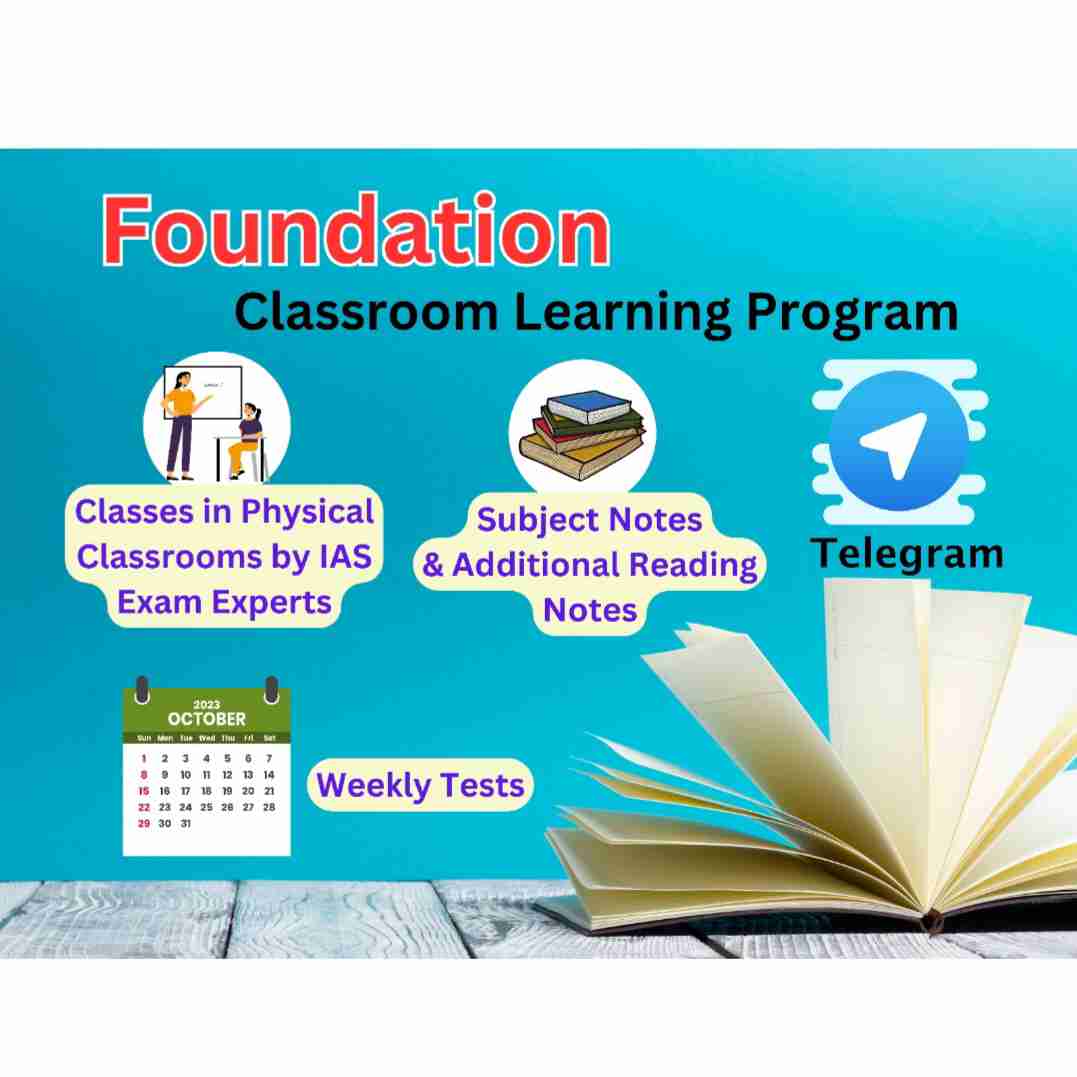 Foundation
Classroom Learning Program
Classes in Physical
Classrooms by IAS
Exam Experts
Subject Notes
& Additional Reading
Notes
Telegram
2023
OCTOBER
Sun Mon Tue Wed Thu Fri Sat
1 2 3 4 5 6 7
8 9 10 11 12 13 14
15 16 17 18 19 20 21
22 23 24 25 26 27 28
29 30 31
Weekly Tests